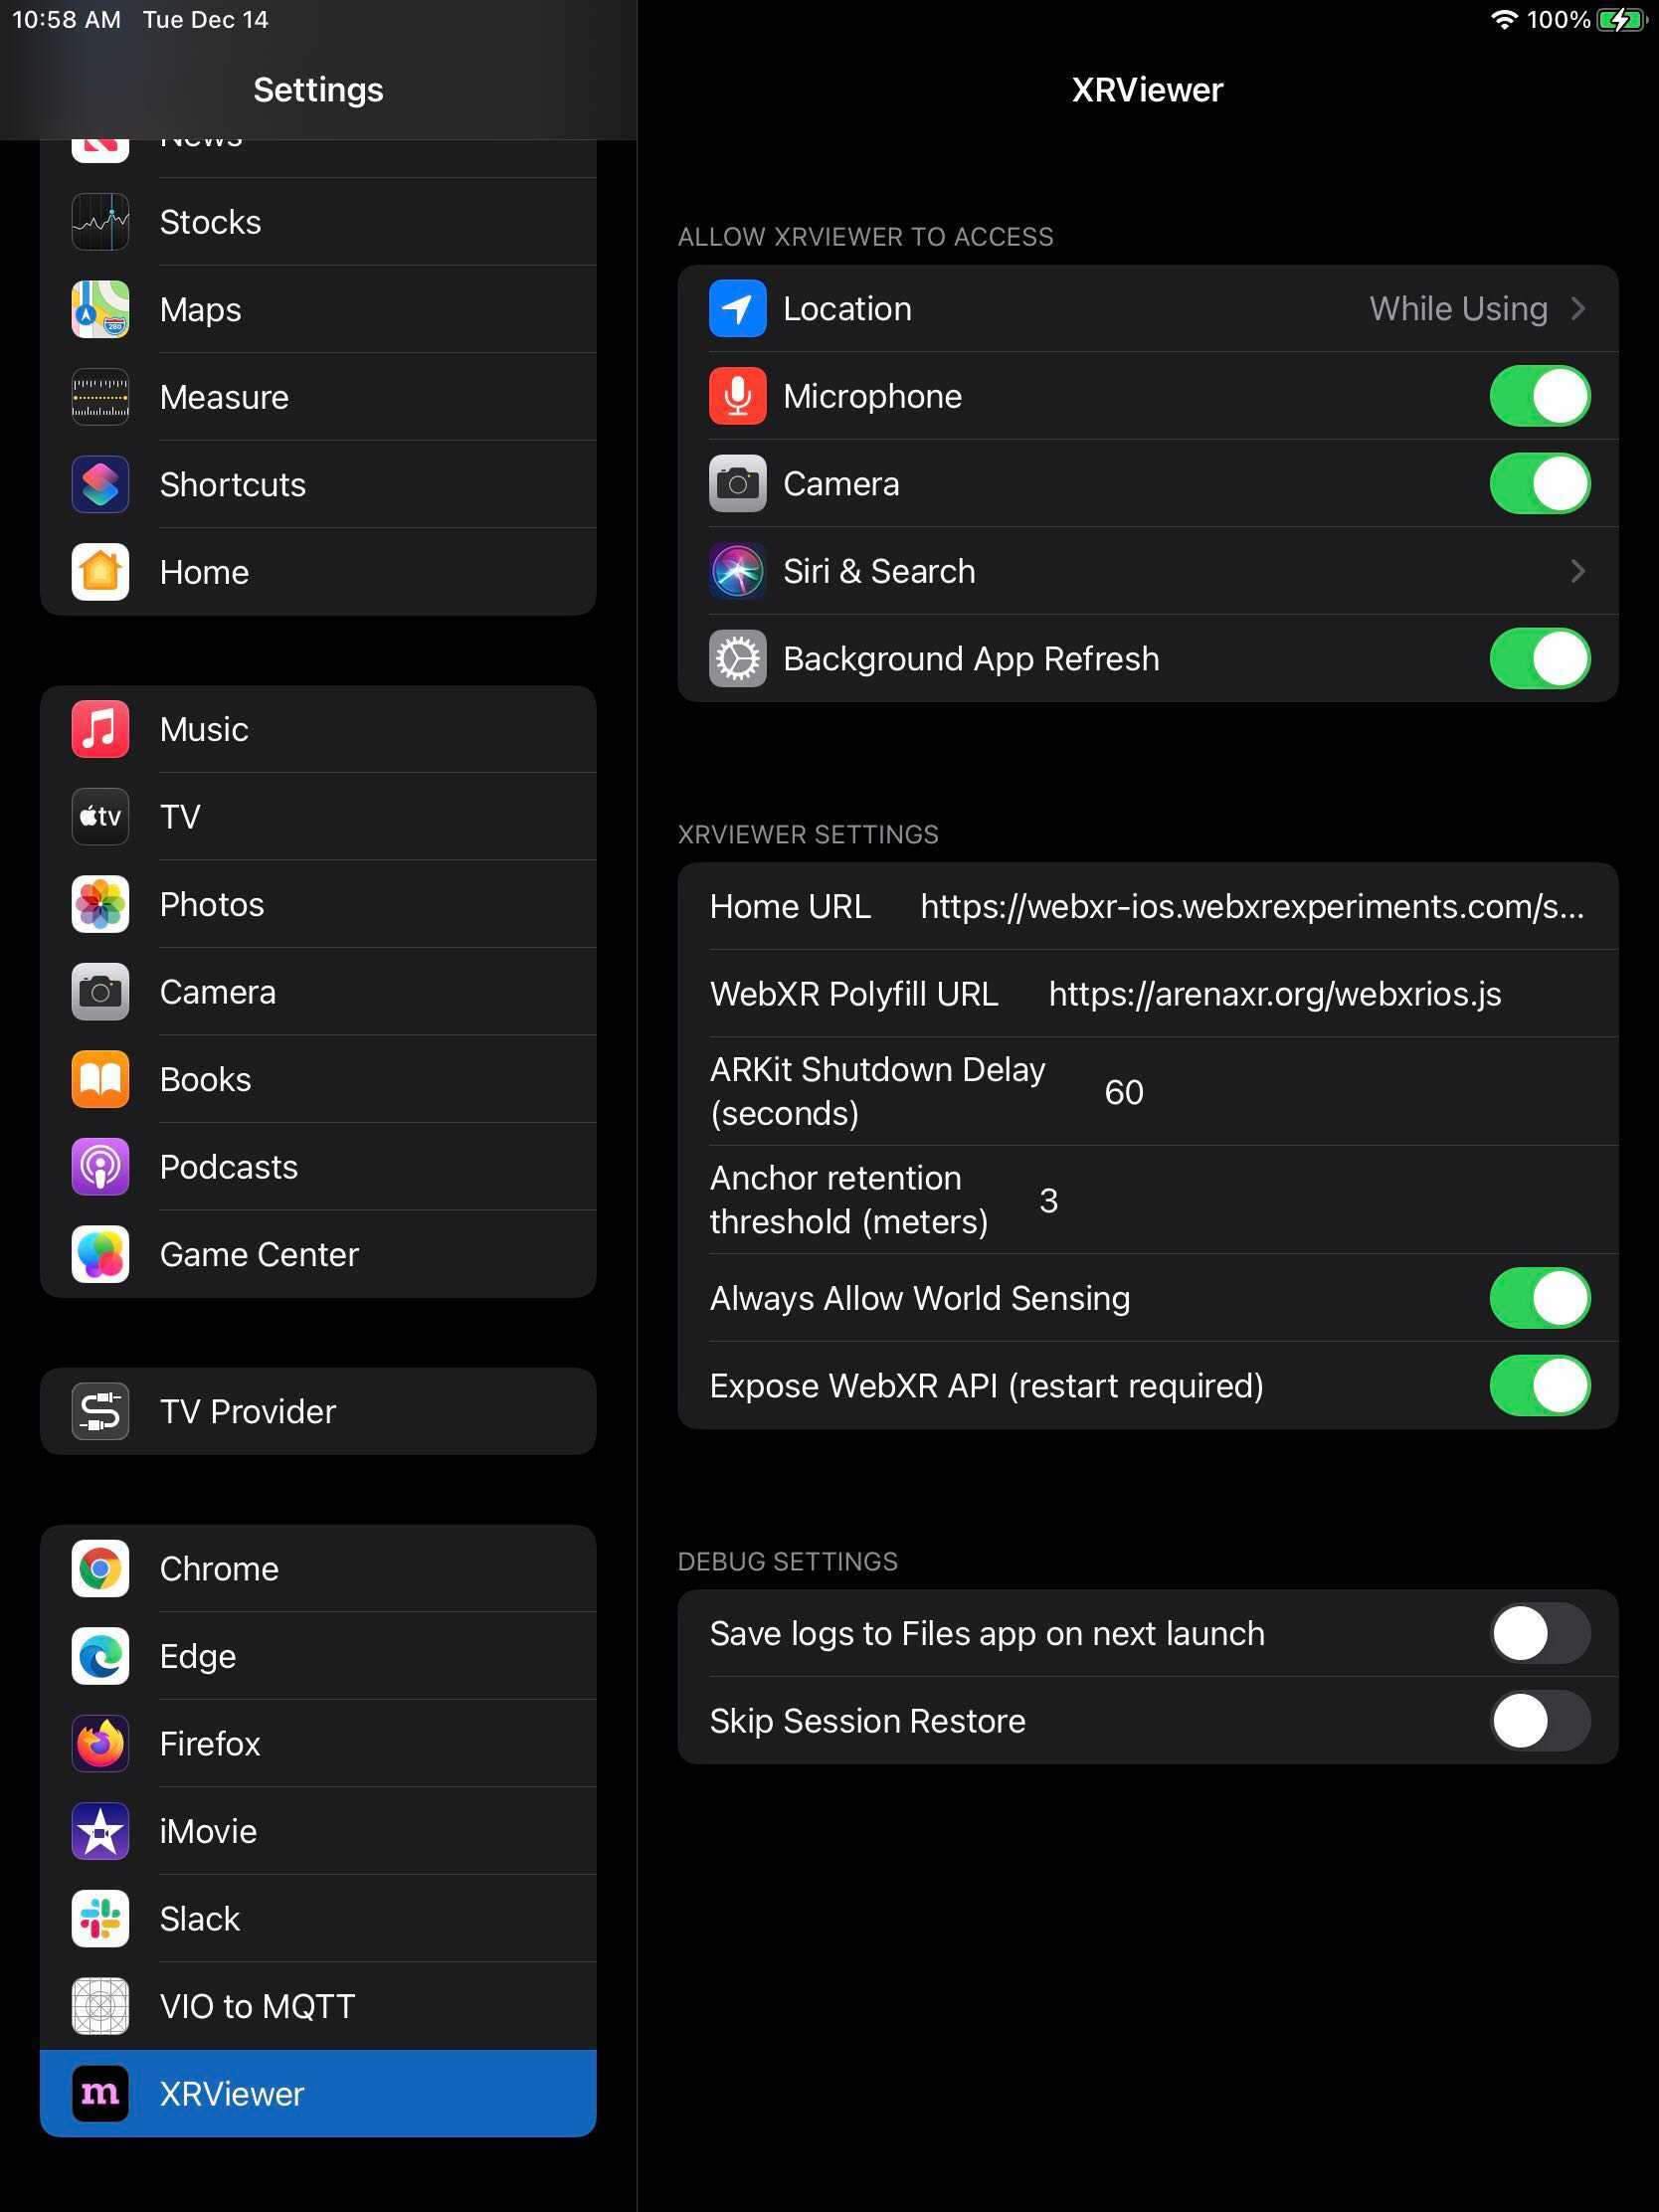 10:58 AM Tue Dec 14
100%
Settings
XRViewer
News
Stocks
Maps
280
Measure
Shortcuts
Home
Music
tv
TV
Photos
Camera
Books
Podcasts
Game Center
TV Provider
Chrome
Edge
Firefox
iMovie
Slack
VIO to MQTT
m
XRViewer
ALLOW XRVIEWER TO ACCESS
Location While Using
Microphone
Camera
Siri & Search
Background App Refresh
XRVIEWER SETTINGS
Home URL https://webxr-ios.webxrexperiments.com/s...
WebXR Polyfill URL https://arenaxr.org/webxrios.js
ARKit Shutdown Delay
(seconds)
60
Anchor retention
threshold (meters)
3
Always Allow World Sensing
Expose WebXR API (restart required)
DEBUG SETTINGS
Save logs to Files app on next launch
Skip Session Restore